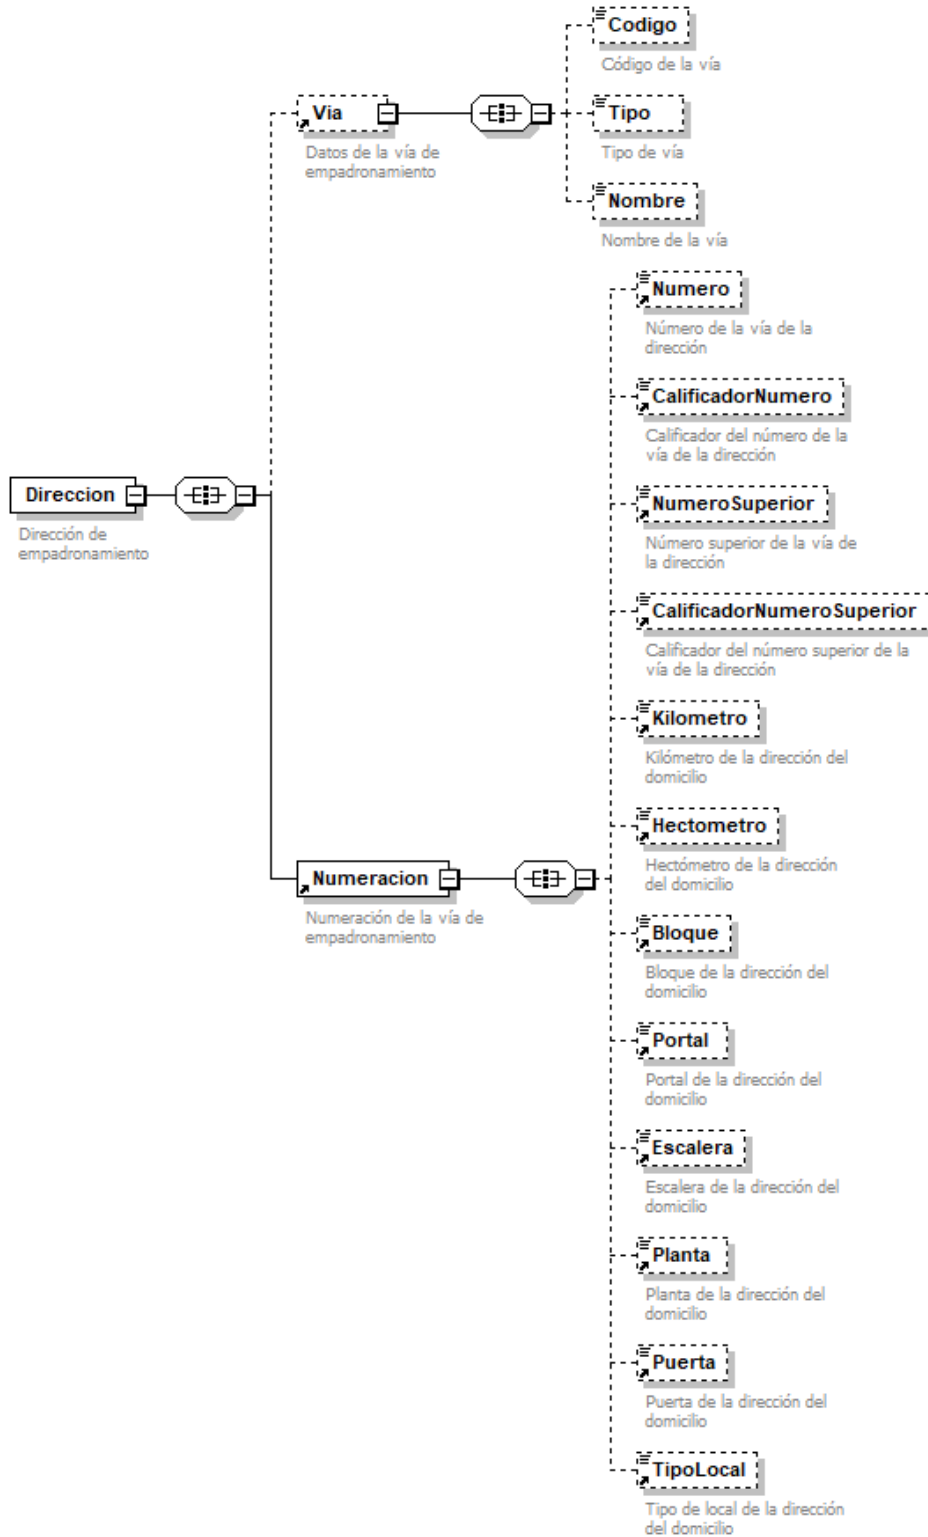 Codigo
Código de la vía
Via
Datos de la vía de
empadronamiento
Tipo
Tipo de vía
Nombre
Nombre de la vía
Numero
Número de la vía de la
dirección
CalificadorNumero
Calificador del número de la
vía de la dirección
Direccion
Dirección de
empadronamiento
NumeroSuperior
Número superior de la vía de
la dirección
CalificadorNumeroSuperior
Calificador del número superior de la
vía de la dirección
Kilometro
Kilómetro de la dirección del
domicilio
Hectometro
Hectómetro de la dirección
del domicilio
Numeracion
Numeración de la vía de
empadronamiento
Bloque
Bloque de la dirección del
domicilio
Portal
Portal de la dirección del
domicilio
Escalera
Escalera de la dirección del
domicilio
Planta
Planta de la dirección del
domicilio
Puerta
Puerta de la dirección del
domicilio
TipoLocal
Tipo de local de la dirección
del domicilio